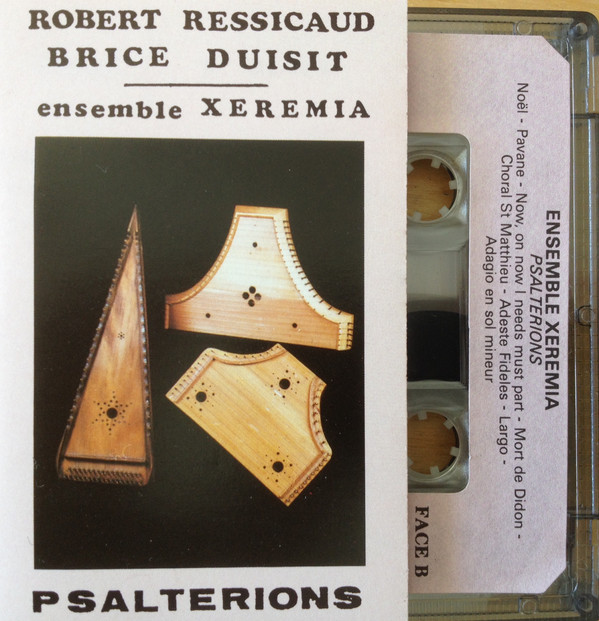 ROBERT RESSICAUD
BRICE DUISIT
ensemble XEREMIA
PSALTERIONS
ENSEMBLE XEREMIA
PSALTERIONS
Noël - Pavane - Now, on now I needs must part - Mort de Didon -
Choral St Matthieu - Adeste Fideles - Largo -
Adagio en sol mineur
FACE B